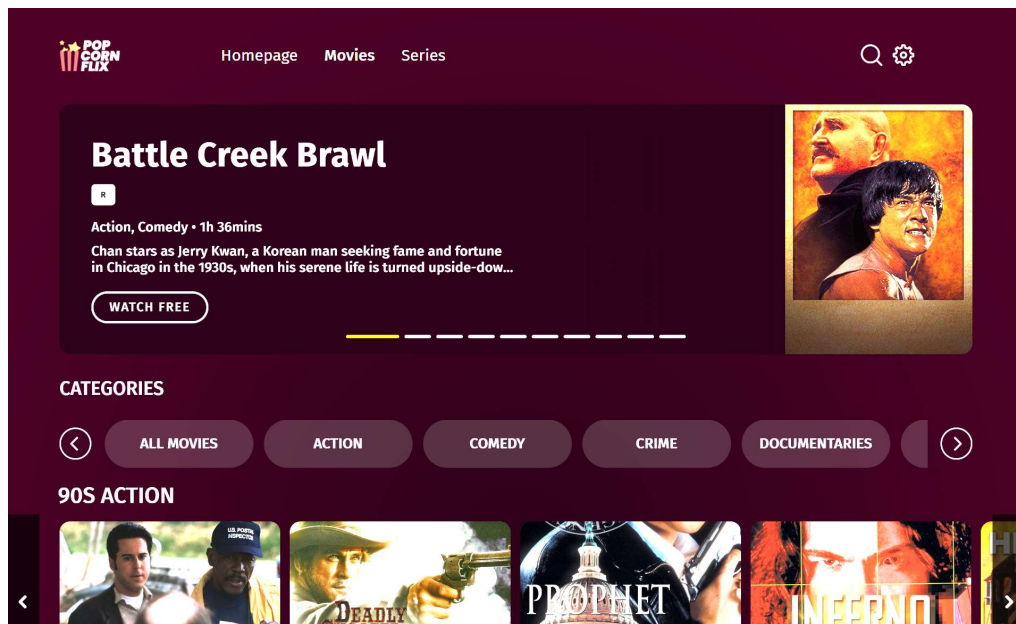 POP
CORN
FLIX
Homepage Movies Series
Battle Creek Brawl
R
Action, Comedy • 1h 36mins
Chan stars as Jerry Kwan, a Korean man seeking fame and fortune
in Chicago in the 1930s, when his serene life is turned upside-dow...
WATCH FREE
CATEGORIES
ALL MOVIES ACTION COMEDY CRIME DOCUMENTARIES
90S ACTION
U.S. POSTAL
INSPECTOR
DEADLY
PROPHET
INFERNO